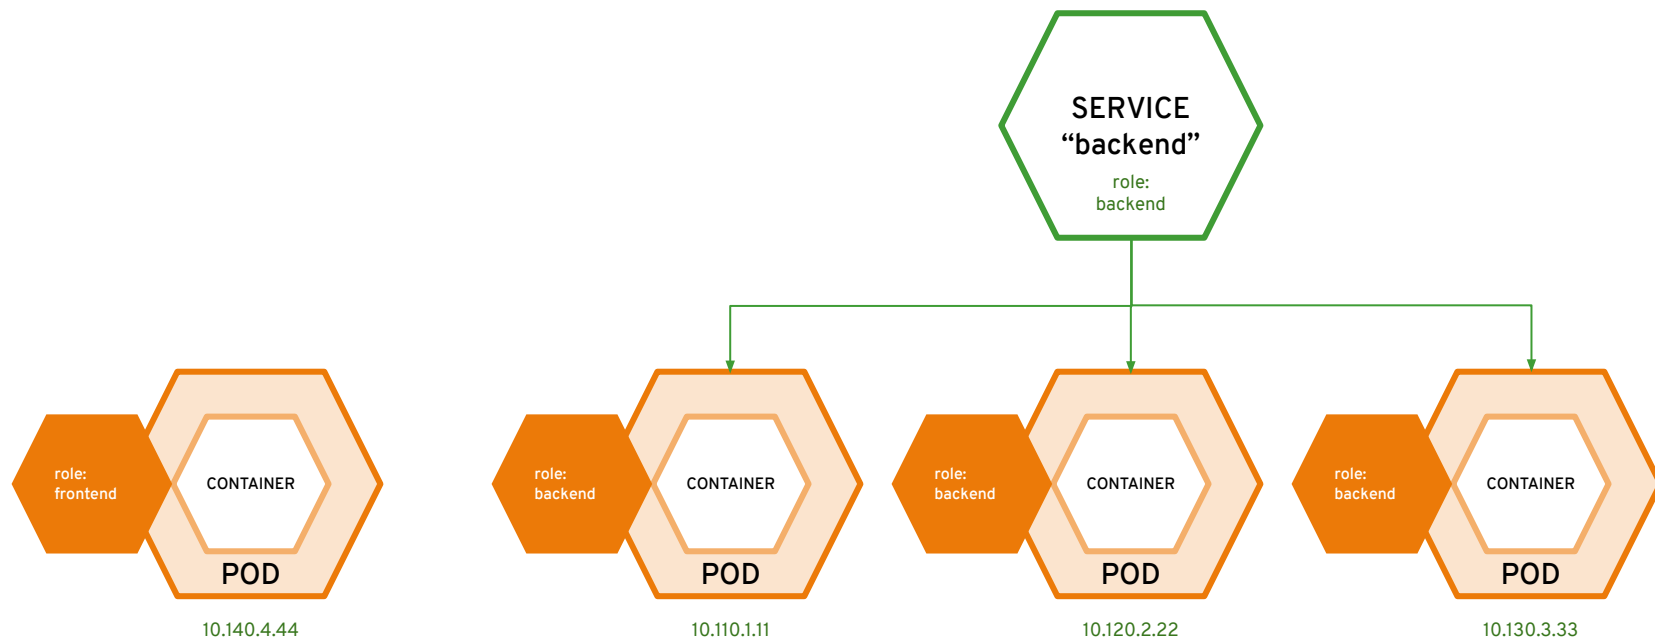 SERVICE
“backend”
role:
backend
role:
frontend
CONTAINER
POD
10.140.4.44
role:
backend
CONTAINER
POD
10.110.1.11
role:
backend
CONTAINER
POD
10.120.2.22
role:
backend
CONTAINER
POD
10.130.3.33